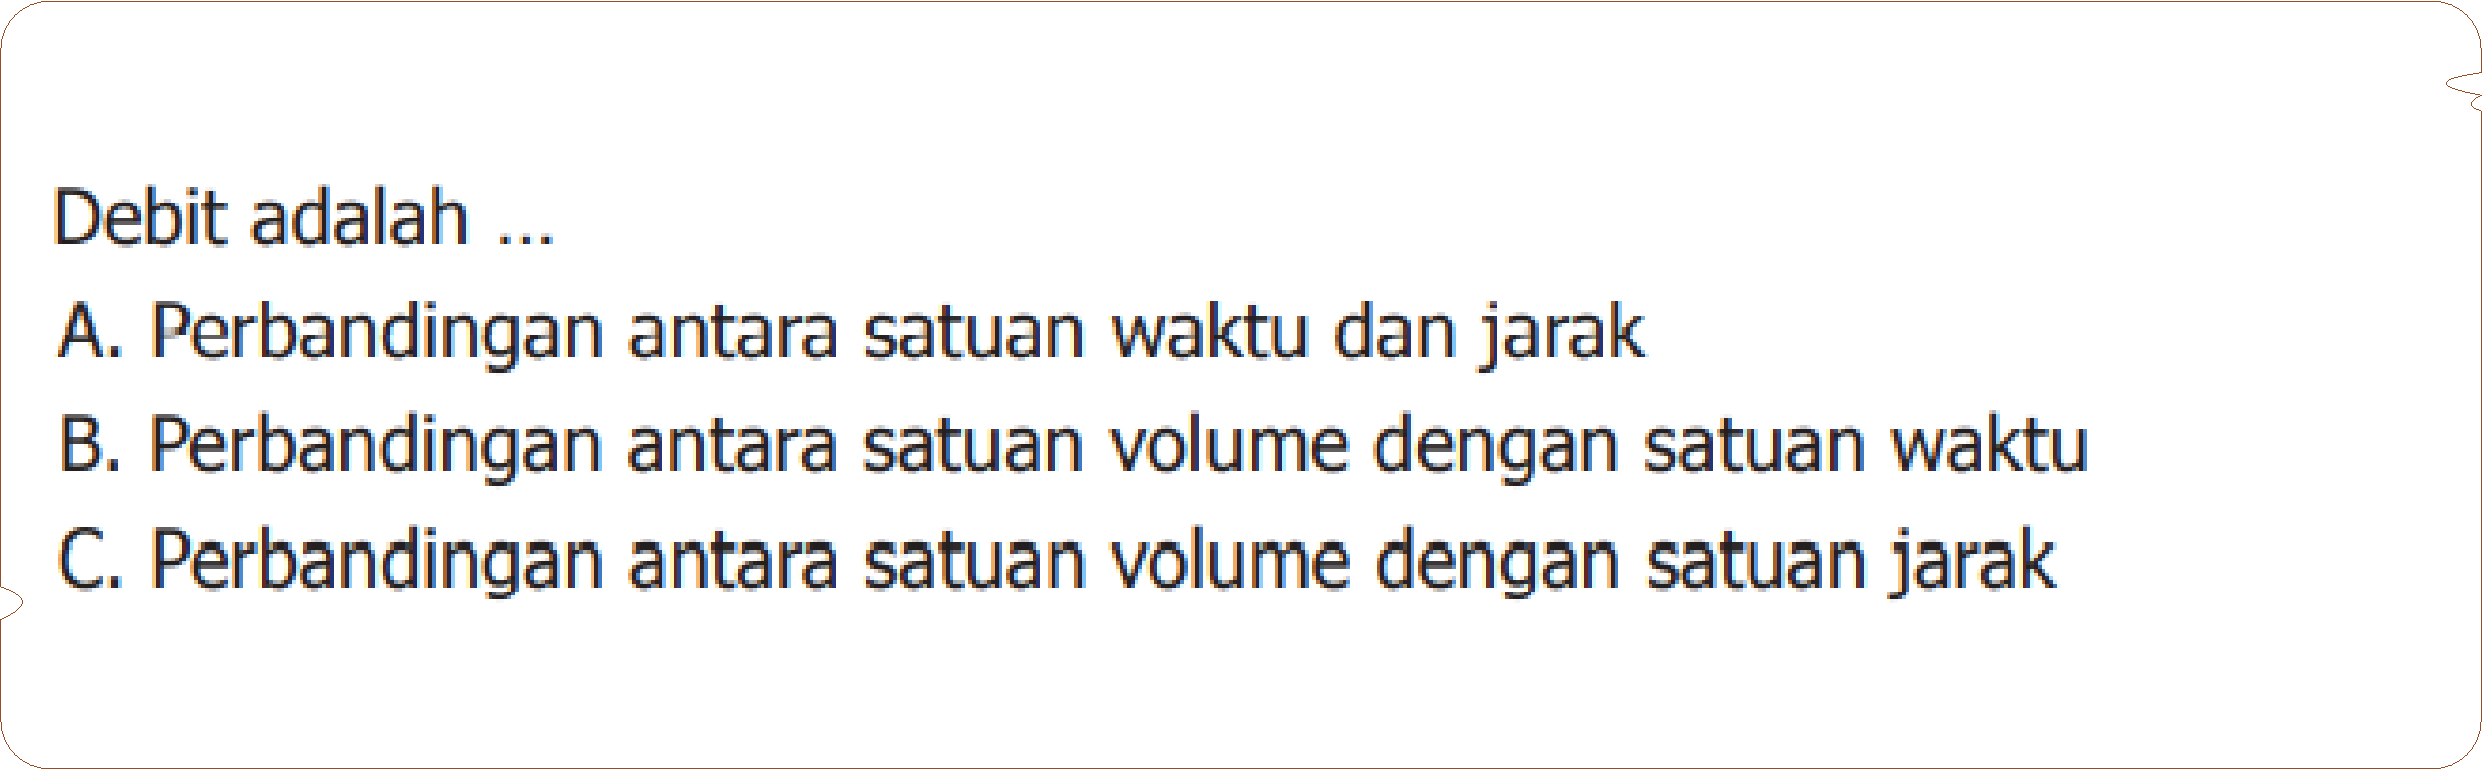 Debit adalah ...
A. Perbandingan antara satuan waktu dan jarak
B. Perbandingan antara satuan volume dengan satuan waktu
C. Perbandingan antara satuan volume dengan satuan jarak